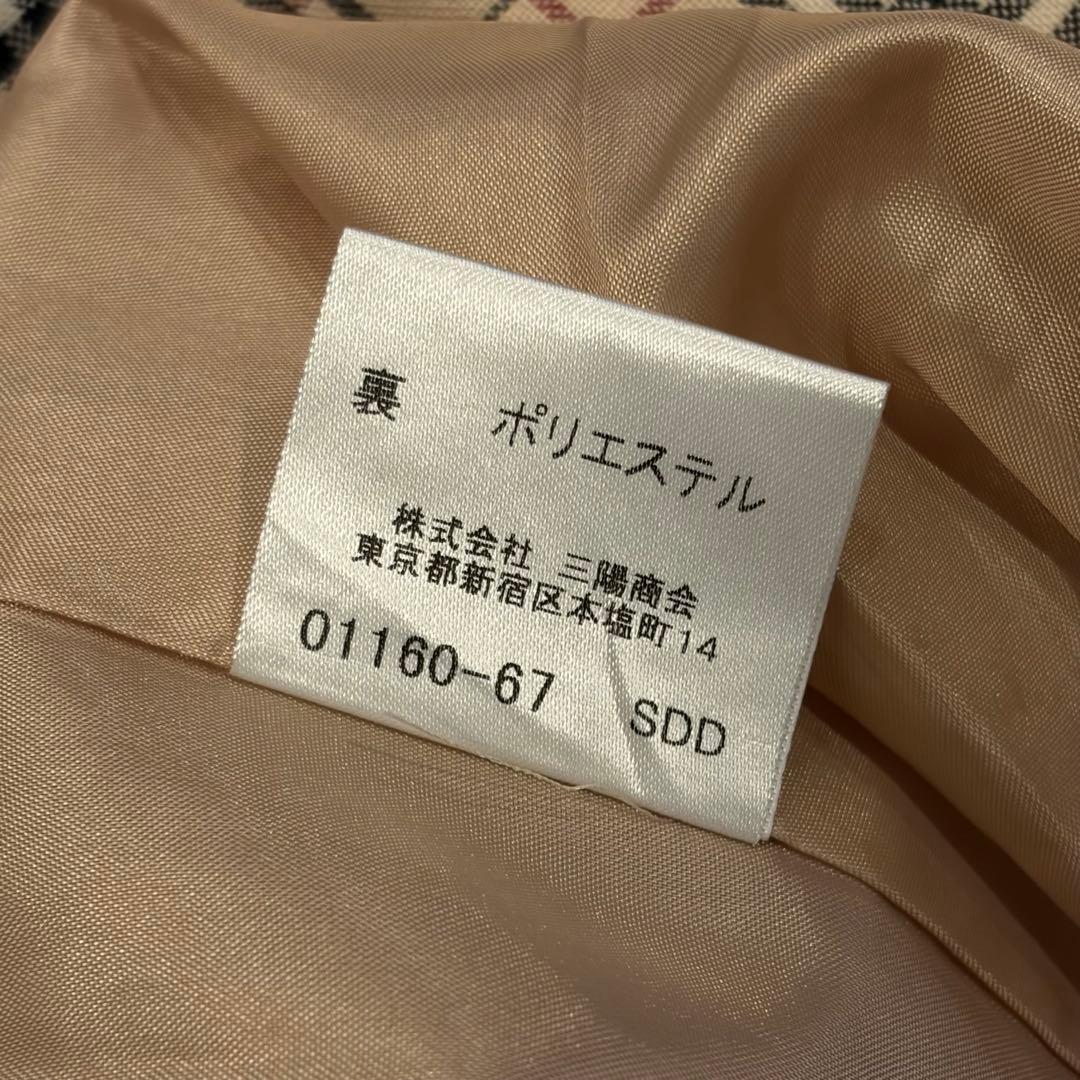 裏 ポリエステル
株式会社 三陽商会
東京都新宿区本塩町14
01160-67 SDD